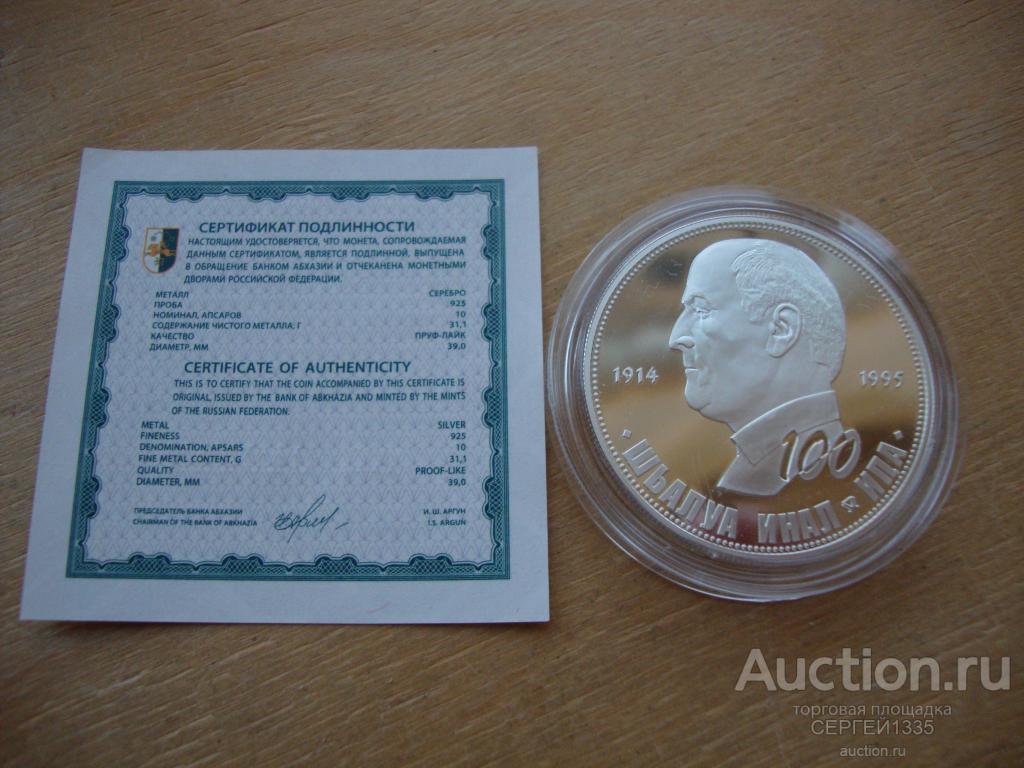 СЕРТИФИКАТ ПОДЛИННОСТИ
НАСТОЯЩИМ УДОСТОВЕРЯЕТСЯ, ЧТО МОНЕТА, СОПРОВОЖДАЕМАЯ
ДАННЫМ СЕРТИФИКАТОМ, ЯВЛЯЕТСЯ ПОДЛИННОЙ, ВЫПУЩЕНА
В ОБРАЩЕНИЕ БАНКОМ АБХАЗИИ И ОТЧЕКАНЕНА МОНЕТНЫМИ
ДВОРАМИ РОССИЙСКОЙ ФЕДЕРАЦИИ.
МЕТАЛЛ СЕРЕБРО
ПРОБА 925
НОМИНАЛ, АПСАРОВ 10
СОДЕРЖАНИЕ ЧИСТОГО МЕТАЛЛА, Г 31,1
КАЧЕСТВО ПРУФ-ЛАЙК
ДИАМЕТР, ММ 39,0
CERTIFICATE OF AUTHENTICITY
THIS IS TO CERTIFY THAT THE COIN ACCOMPANIED BY THIS CERTIFICATE IS
ORIGINAL, ISSUED BY THE BANK OF ABKHAZIA AND MINTED BY THE MINTS
OF THE RUSSIAN FEDERATION.
METAL SILVER
FINENESS 925
DENOMINATION, APSARS 10
FINE METAL CONTENT, G 31,1
QUALITY PROOF-LIKE
DIAMETER, MM 39,0
ПРЕДСЕДАТЕЛЬ БАНКА АБХАЗИИ И. Ш. АРГУН
CHAIRMAN OF THE BANK OF ABKHAZIA I.S. ARGUN
1914 1995
100
ШЬАЛУА ИНАЛ ИԤА
Auction.ru
торговая площадка
СЕРГЕЙ1335
auction.ru